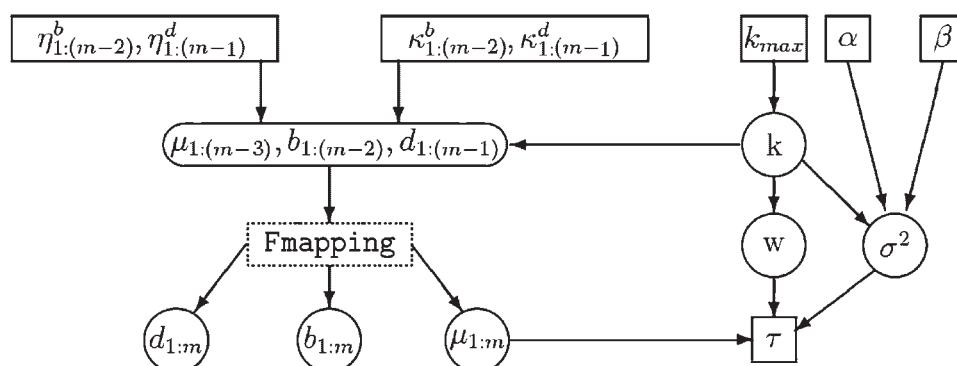 η^b_{1:(m−2)}, η^d_{1:(m−1)} κ^b_{1:(m−2)}, κ^d_{1:(m−1)} k_{max} α β
μ_{1:(m−3)}, b_{1:(m−2)}, d_{1:(m−1)} k
Fmapping w σ^2
d_{1:m} b_{1:m} μ_{1:m} τ